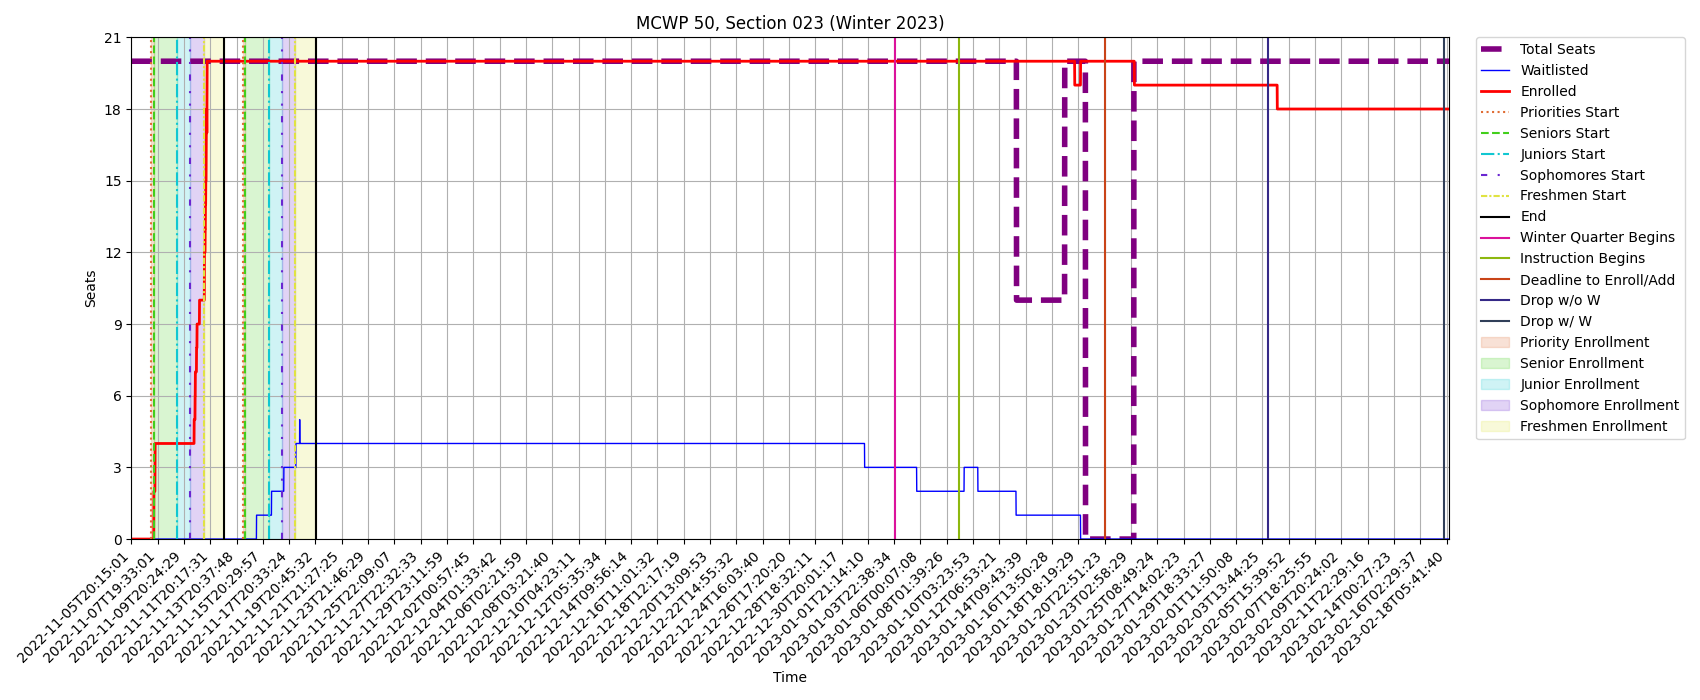 MCWP 50, Section 023 (Winter 2023)
Seats
21
18
15
12
9
6
3
0
2022-11-05T20:15:01
2022-11-07T19:33:01
2022-11-09T20:24:29
2022-11-11T20:17:31
2022-11-13T20:37:48
2022-11-15T20:29:57
2022-11-17T20:33:24
2022-11-19T20:45:32
2022-11-21T21:27:25
2022-11-23T21:46:29
2022-11-25T22:09:07
2022-11-27T22:32:33
2022-11-29T23:11:59
2022-12-02T00:57:45
2022-12-04T01:33:42
2022-12-06T02:21:59
2022-12-08T03:21:40
2022-12-10T04:23:11
2022-12-12T05:35:34
2022-12-14T09:56:14
2022-12-16T11:01:32
2022-12-18T12:17:19
2022-12-20T13:09:53
2022-12-22T14:55:32
2022-12-24T16:03:40
2022-12-26T17:20:20
2022-12-28T18:32:11
2022-12-30T20:01:17
2023-01-01T21:14:10
2023-01-03T22:38:34
2023-01-06T00:07:08
2023-01-08T01:39:26
2023-01-10T03:23:53
2023-01-12T06:53:21
2023-01-14T09:43:39
2023-01-16T13:50:28
2023-01-18T18:19:29
2023-01-20T22:51:23
2023-01-23T02:58:29
2023-01-25T08:49:24
2023-01-27T14:02:23
2023-01-29T18:33:27
2023-02-01T11:50:08
2023-02-03T13:44:25
2023-02-05T15:39:52
2023-02-07T18:25:55
2023-02-09T20:24:02
2023-02-11T22:29:16
2023-02-14T00:27:23
2023-02-16T02:29:37
2023-02-18T05:41:40
Time
Total Seats
Waitlisted
Enrolled
Priorities Start
Seniors Start
Juniors Start
Sophomores Start
Freshmen Start
End
Winter Quarter Begins
Instruction Begins
Deadline to Enroll/Add
Drop w/o W
Drop w/ W
Priority Enrollment
Senior Enrollment
Junior Enrollment
Sophomore Enrollment
Freshmen Enrollment